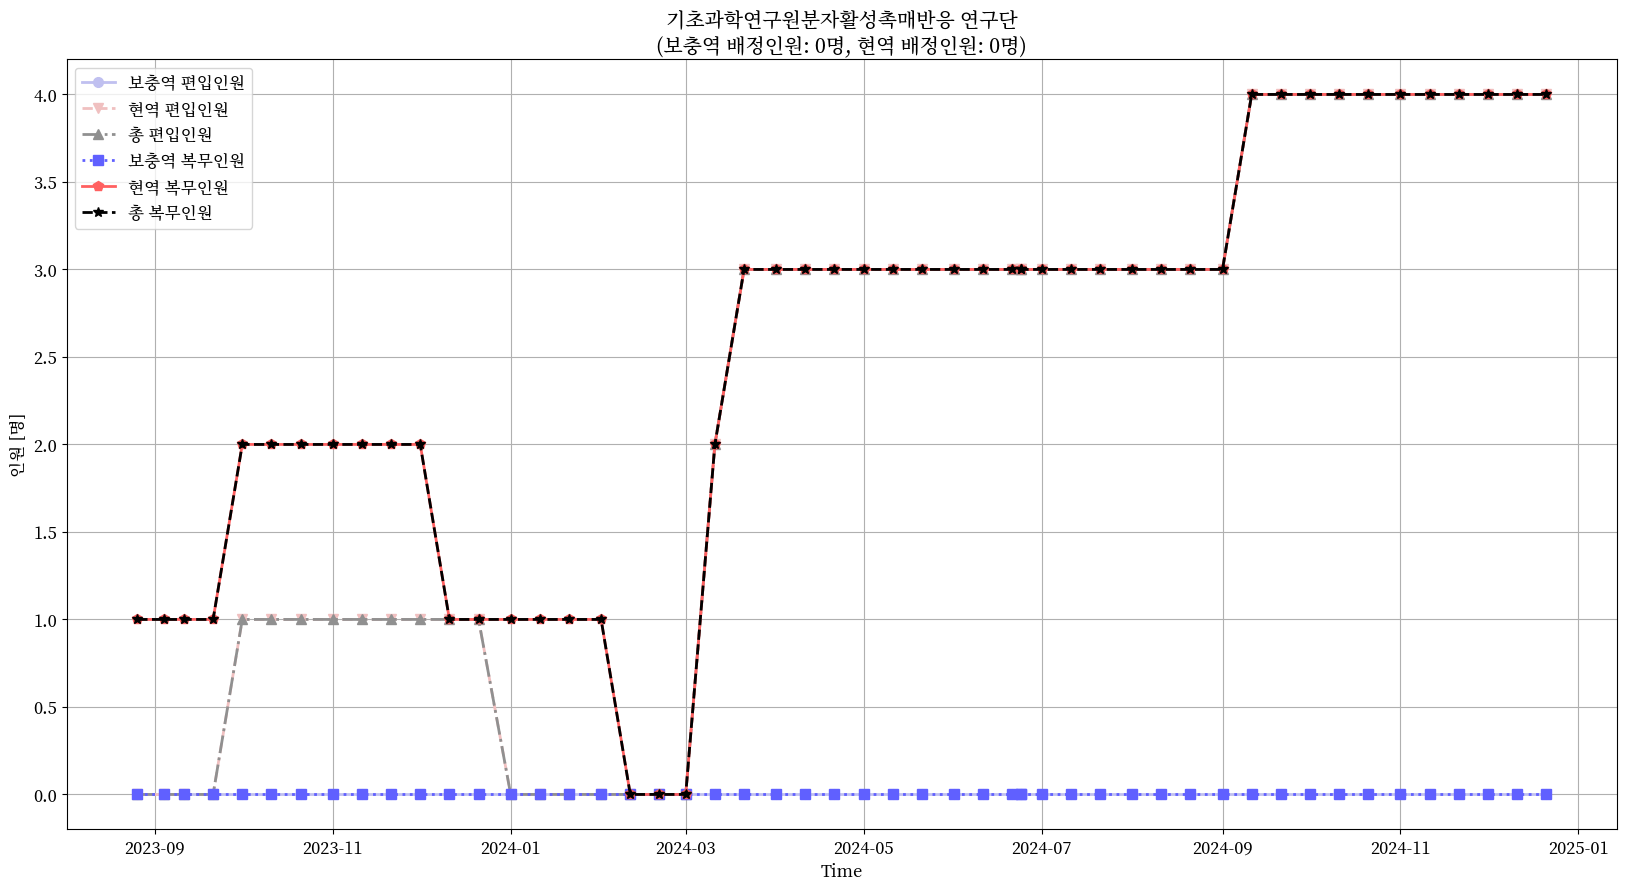 기초과학연구원분자활성촉매반응 연구단
(보충역 배정인원: 0명, 현역 배정인원: 0명)
보충역 편입인원
현역 편입인원
총 편입인원
보충역 복무인원
현역 복무인원
총 복무인원
4.0
3.5
3.0
2.5
2.0
1.5
1.0
0.5
0.0
인원 [명]
2023-09
2023-11
2024-01
2024-03
2024-05
2024-07
2024-09
2024-11
2025-01
Time